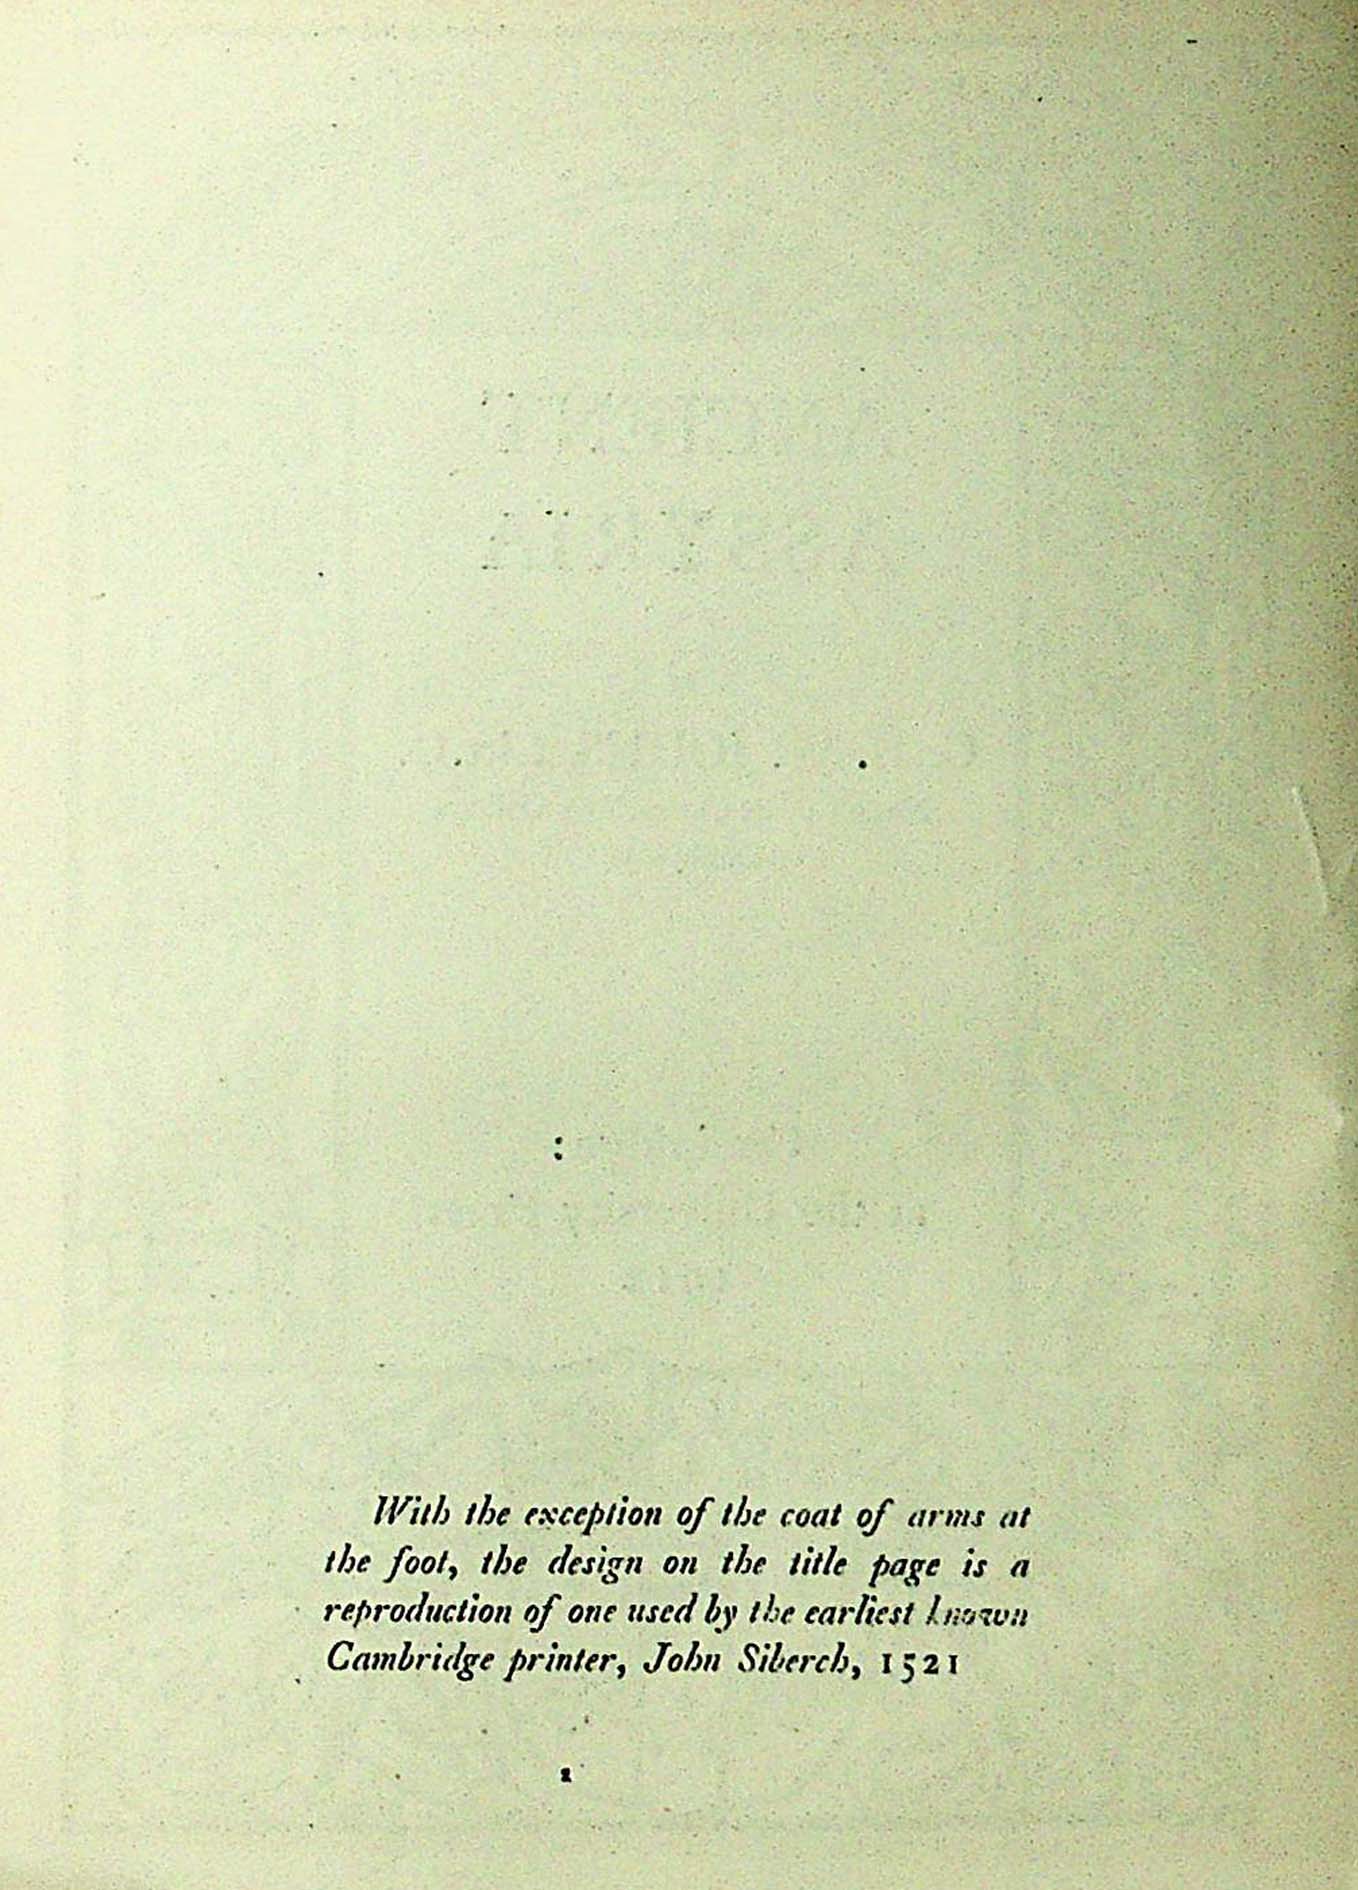 With the exception of the coat of arms at
the foot, the design on the title page is a
reproduction of one used by the earliest known
Cambridge printer, John Siberch, 1521